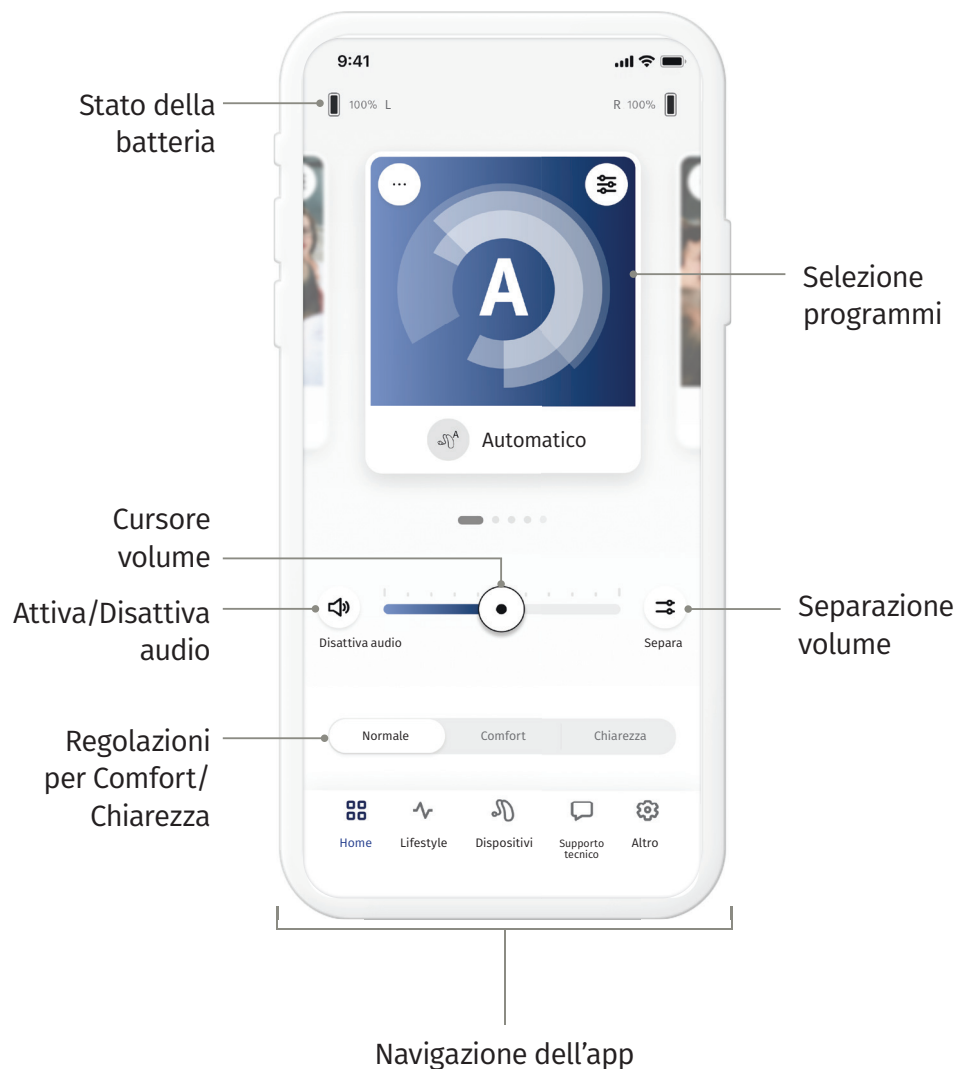 9:41
100% L
R 100%
Stato della
batteria
...
A
Selezione
programmi
A
Automatico
Cursore
volume
Attiva/Disattiva
audio
Disattiva audio
Separa
Separazione
volume
Regolazioni
per Comfort/
Chiarezza
Normale
Comfort
Chiarezza
Home
Lifestyle
Dispositivi
Supporto
tecnico
Altro
Navigazione dell’app